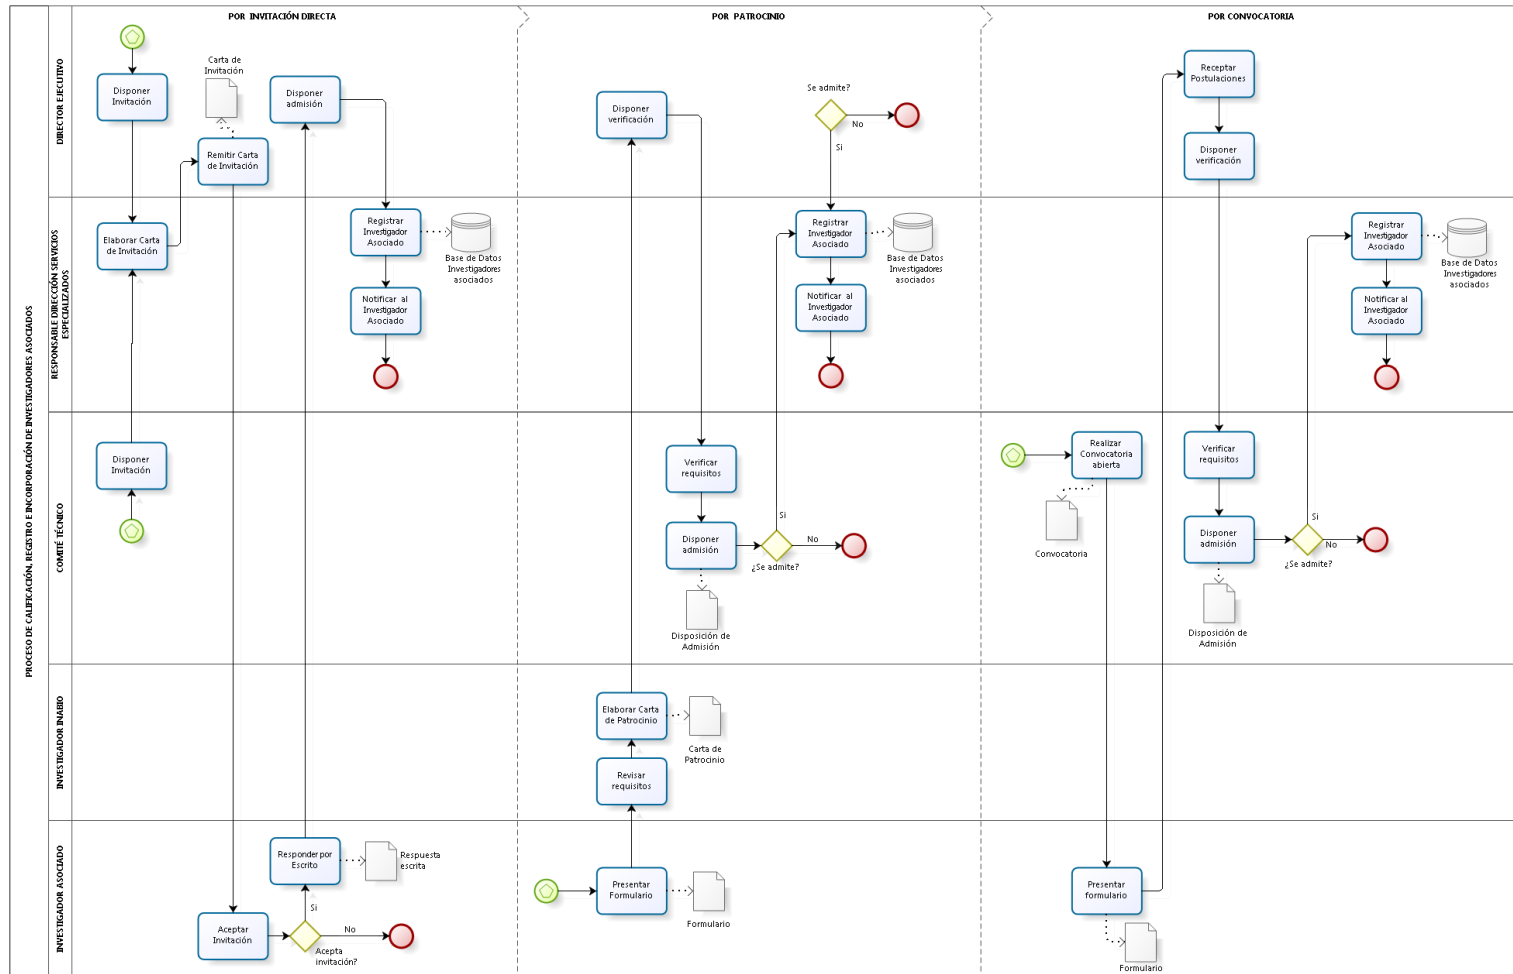 PROCESO DE CALIFICACIÓN, REGISTRO E INCORPORACIÓN DE INVESTIGADORES ASOCIADOS
POR INVITACIÓN DIRECTA
POR PATROCINIO
POR CONVOCATORIA
DIRECTOR EJECUTIVO
Disponer
Invitación
Carta de
Invitación
Remitir Carta
de Invitación
Disponer
admisión
Disponer
verificación
Se admite?
No
Si
Receptar
Postulaciones
Disponer
verificación
RESPONSABLE DIRECCIÓN SERVICIOS
ESPECIALIZADOS
Elaborar Carta
de Invitación
Registrar
Investigador
Asociado
Base de Datos
Investigadores
asociados
Notificar al
Investigador
Asociado
Registrar
Investigador
Asociado
Base de Datos
Investigadores
asociados
Notificar al
Investigador
Asociado
Registrar
Investigador
Asociado
Base de Datos
Investigadores
asociados
Notificar al
Investigador
Asociado
COMITÉ TÉCNICO
Disponer
Invitación
Verificar
requisitos
Disponer
admisión
Si
No
¿Se admite?
Disposición de
Admisión
Realizar
Convocatoria
abierta
Convocatoria
Verificar
requisitos
Disponer
admisión
Si
No
¿Se admite?
Disposición de
Admisión
INVESTIGADOR INABIO
Elaborar Carta
de Patrocinio
Carta de
Patrocinio
Revisar
requisitos
INVESTIGADOR ASOCIADO
Responder por
Escrito
Respuesta
escrita
Si
Aceptar
Invitación
No
Acepta
invitación?
Presentar
Formulario
Formulario
Presentar
formulario
Formulario